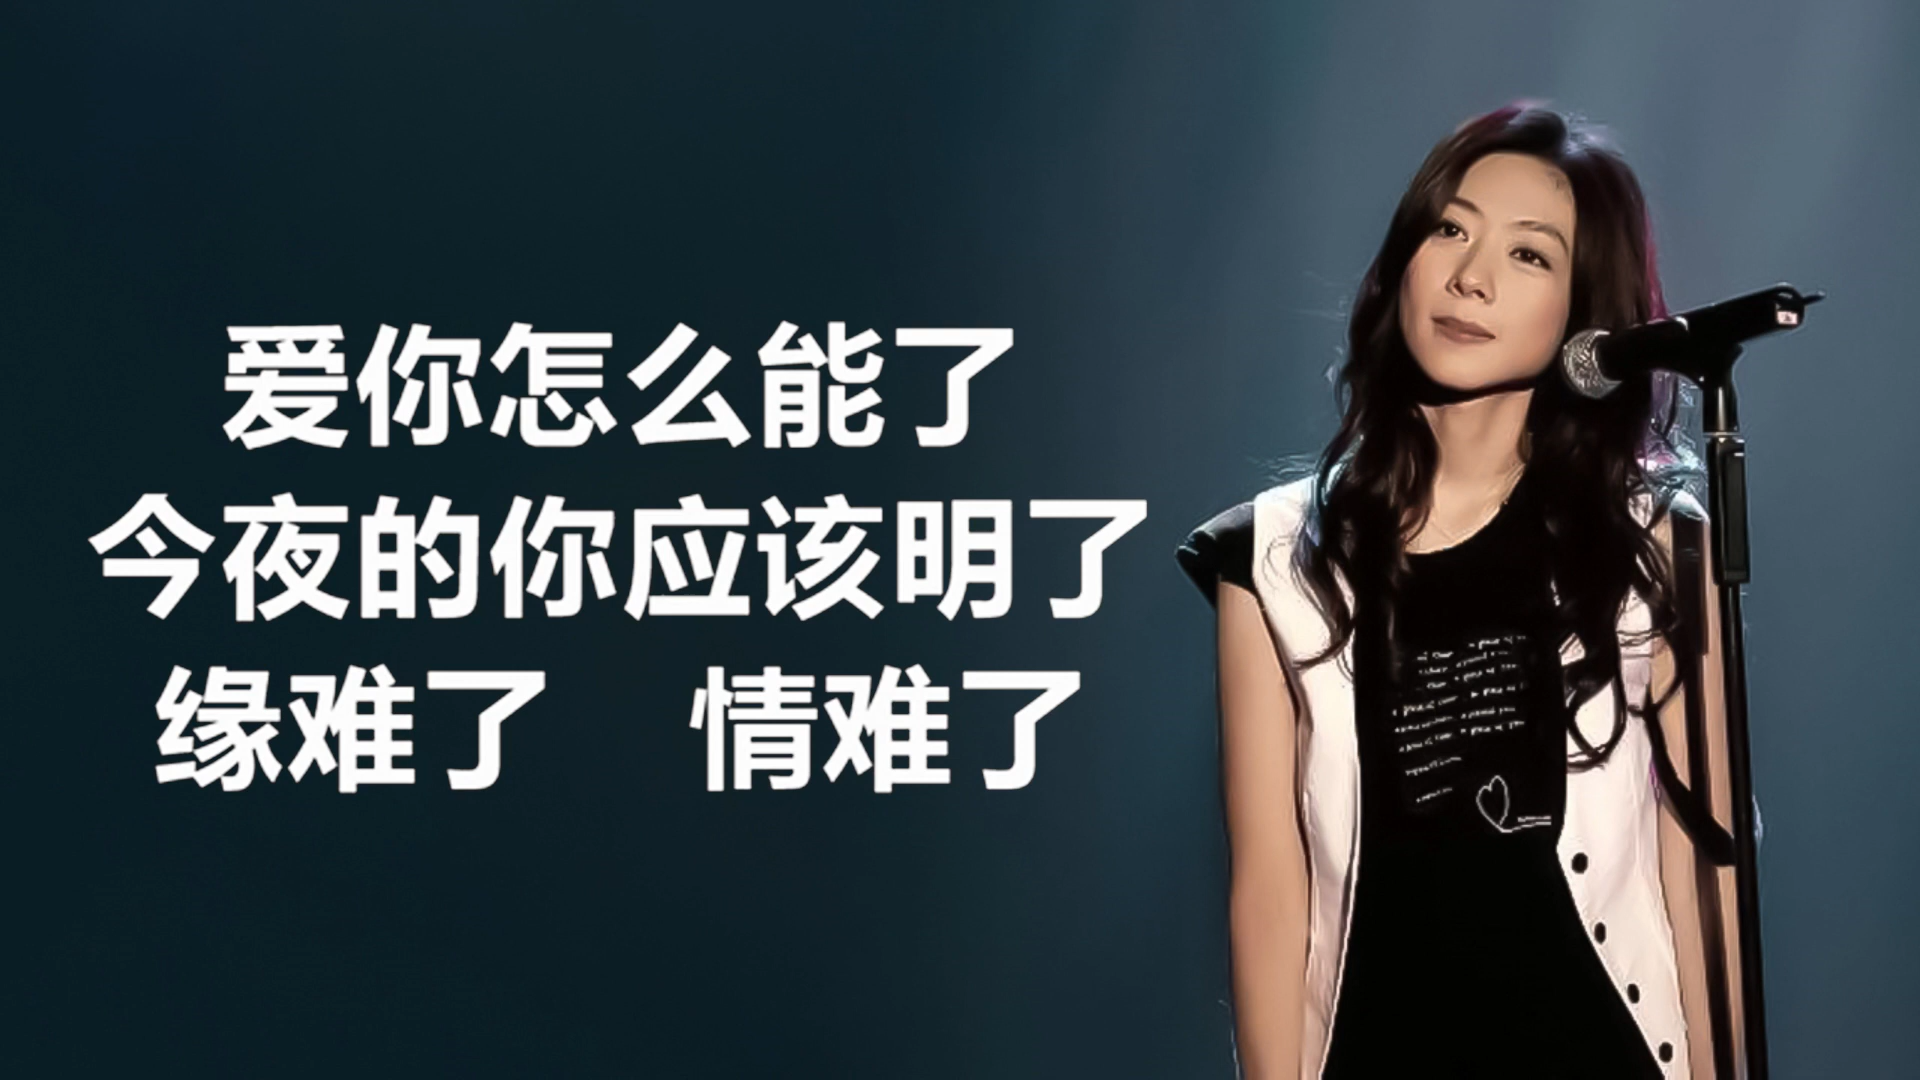 爱你怎么能了
今夜的你应该明了
缘难了　情难了